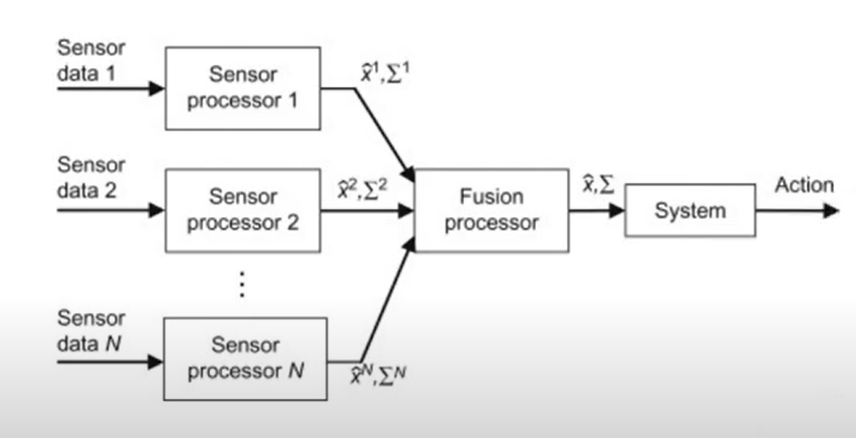 Sensor
data 1
Sensor
processor 1
x̂¹,Σ¹
Sensor
data 2
Sensor
processor 2
x̂²,Σ²
Fusion
processor
x̂,Σ
System
Action
⋮
Sensor
data N
Sensor
processor N
x̂ᴺ,Σᴺ